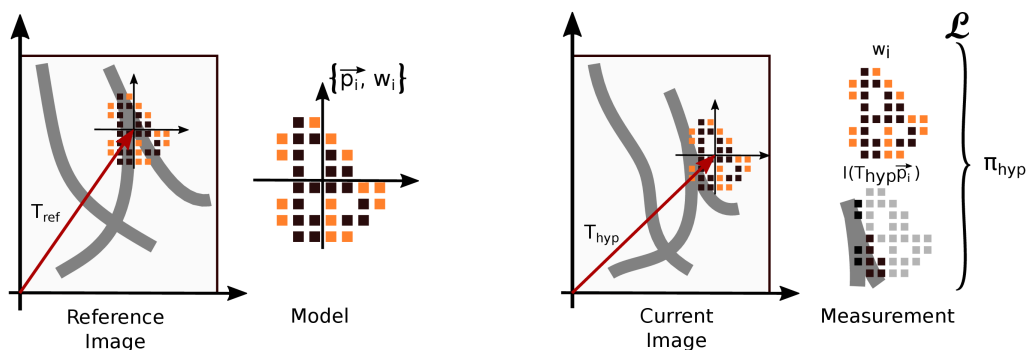 {p_i, w_i}
T_ref
Reference
Image
Model
ℒ
w_i
I(T_hyp p_i)
π_hyp
T_hyp
Current
Image
Measurement